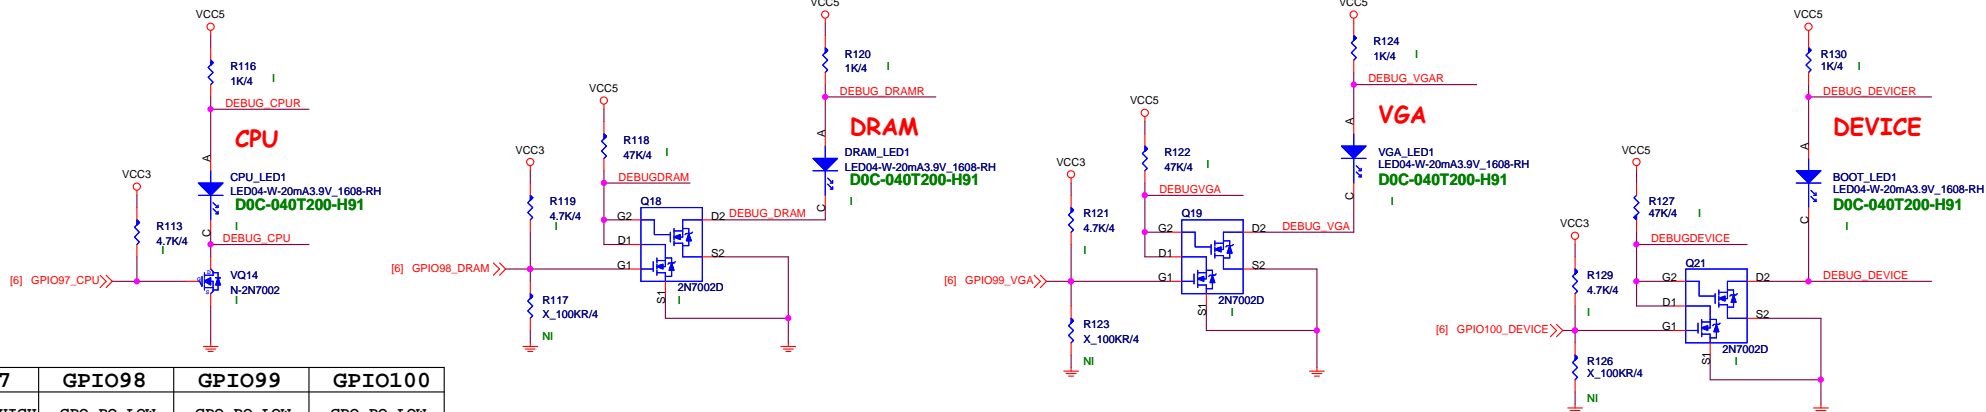 VCC5
R116
1K/4
I
DEBUG_CPUR
CPU
A
CPU_LED1
LED04-W-20mA3.9V_1608-RH
D0C-040T200-H91
I
C
DEBUG_CPU
VCC3
R113
4.7K/4
I
[6] GPIO97_CPU
VQ14
N-2N7002
I
VCC5
R120
1K/4
I
DEBUG_DRAMR
DRAM
A
DRAM_LED1
LED04-W-20mA3.9V_1608-RH
D0C-040T200-H91
I
C
VCC5
R118
47K/4
I
DEBUGDRAM
VCC3
R119
4.7K/4
I
Q18
G2
D2
DEBUG_DRAM
D1
S2
G1
S1
2N7002D
I
[6] GPIO98_DRAM
R117
X_100KR/4
NI
VCC5
R124
1K/4
I
DEBUG_VGAR
VGA
A
VGA_LED1
LED04-W-20mA3.9V_1608-RH
D0C-040T200-H91
I
C
VCC5
R122
47K/4
I
DEBUGVGA
VCC3
R121
4.7K/4
I
Q19
G2
D2
DEBUG_VGA
D1
S2
G1
S1
2N7002D
I
[6] GPIO99_VGA
R123
X_100KR/4
NI
VCC5
R130
1K/4
I
DEBUG_DEVICER
DEVICE
A
BOOT_LED1
LED04-W-20mA3.9V_1608-RH
D0C-040T200-H91
I
C
VCC5
R127
47K/4
I
DEBUGDEVICE
VCC3
R129
4.7K/4
I
Q21
G2
D2
DEBUG_DEVICE
D1
S2
G1
S1
2N7002D
I
[6] GPIO100_DEVICE
R126
X_100KR/4
NI
7 GPIO98 GPIO99 GPIO100